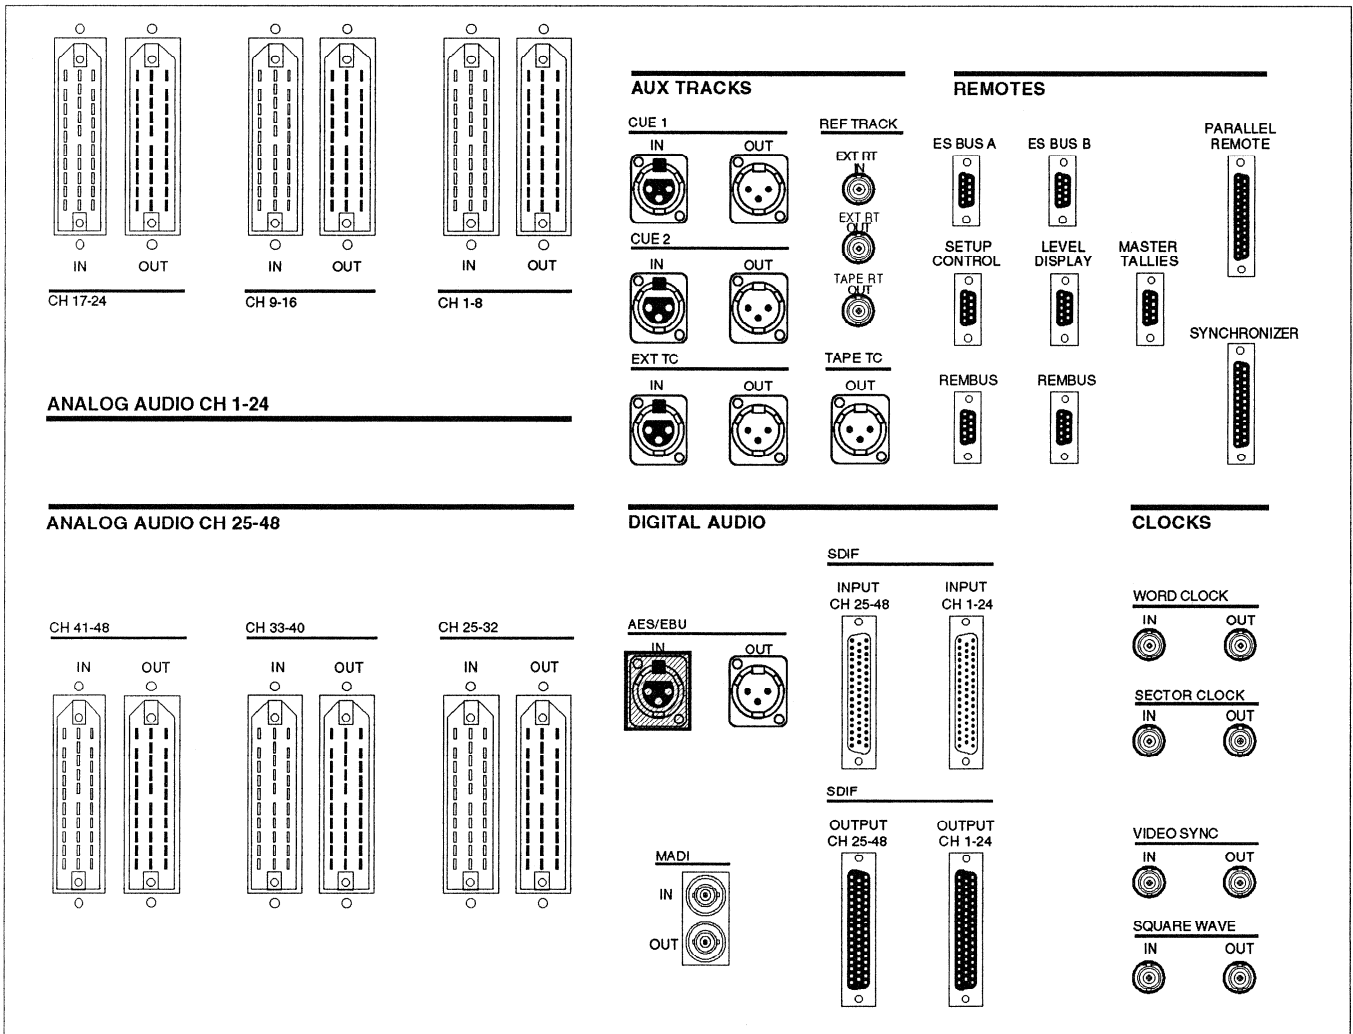 IN OUT IN OUT IN OUT
CH 17-24 CH 9-16 CH 1-8
ANALOG AUDIO CH 1-24
AUX TRACKS
CUE 1
IN OUT
CUE 2
IN OUT
EXT TC
IN OUT
REF TRACK
EXT RT
IN
EXT RT
OUT
TAPE RT
OUT
TAPE TC
OUT
REMOTES
ES BUS A ES BUS B
PARALLEL
REMOTE
SETUP
CONTROL
LEVEL
DISPLAY
MASTER
TALLIES
SYNCHRONIZER
REMBUS REMBUS
ANALOG AUDIO CH 25-48
CH 41-48 CH 33-40 CH 25-32
IN OUT IN OUT IN OUT
DIGITAL AUDIO
SDIF
INPUT
CH 25-48
INPUT
CH 1-24
AES/EBU
IN OUT
SDIF
OUTPUT
CH 25-48
OUTPUT
CH 1-24
MADI
IN
OUT
CLOCKS
WORD CLOCK
IN OUT
SECTOR CLOCK
IN OUT
VIDEO SYNC
IN OUT
SQUARE WAVE
IN OUT